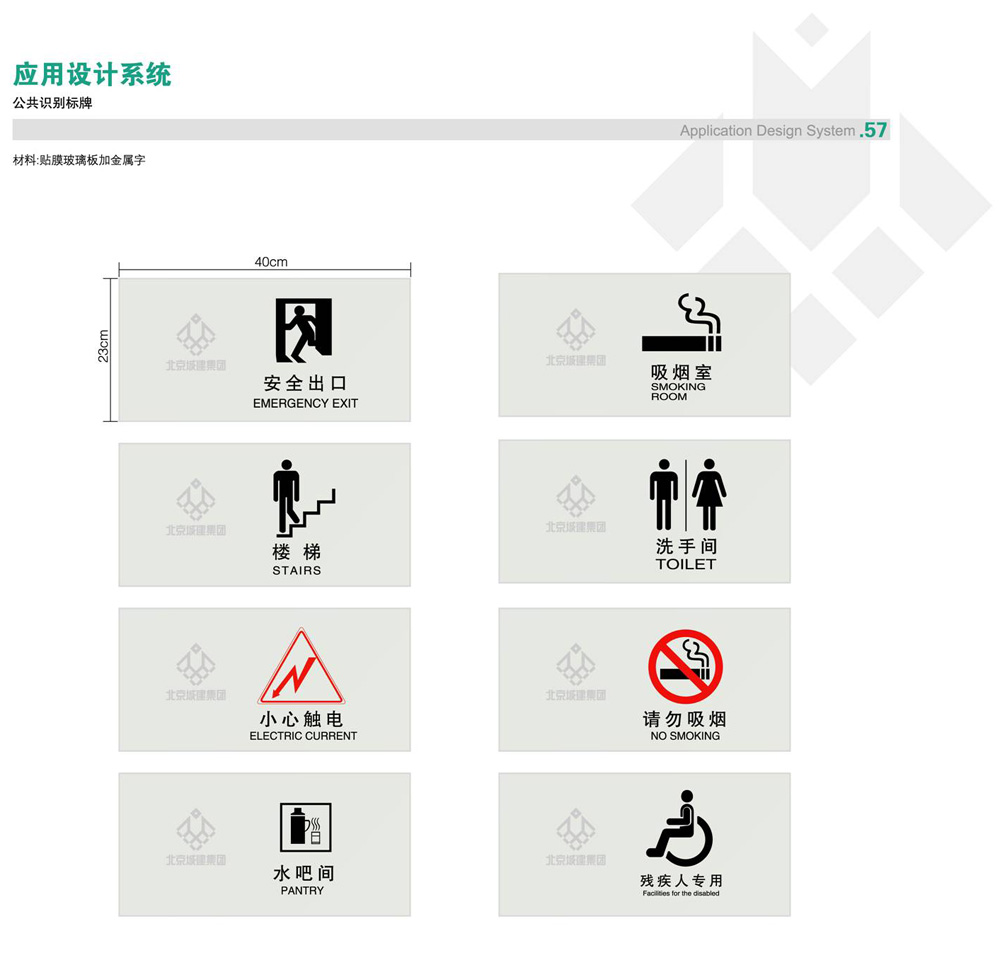 应用设计系统
公共识别标牌
Application Design System .57
材料:贴膜玻璃板加金属字
40cm
23cm
北京城建集团
安全出口
EMERGENCY EXIT
北京城建集团
吸烟室
SMOKING
ROOM
北京城建集团
楼梯
STAIRS
北京城建集团
洗手间
TOILET
北京城建集团
小心触电
ELECTRIC CURRENT
北京城建集团
请勿吸烟
NO SMOKING
北京城建集团
水吧间
PANTRY
北京城建集团
残疾人专用
Facilities for the disabled